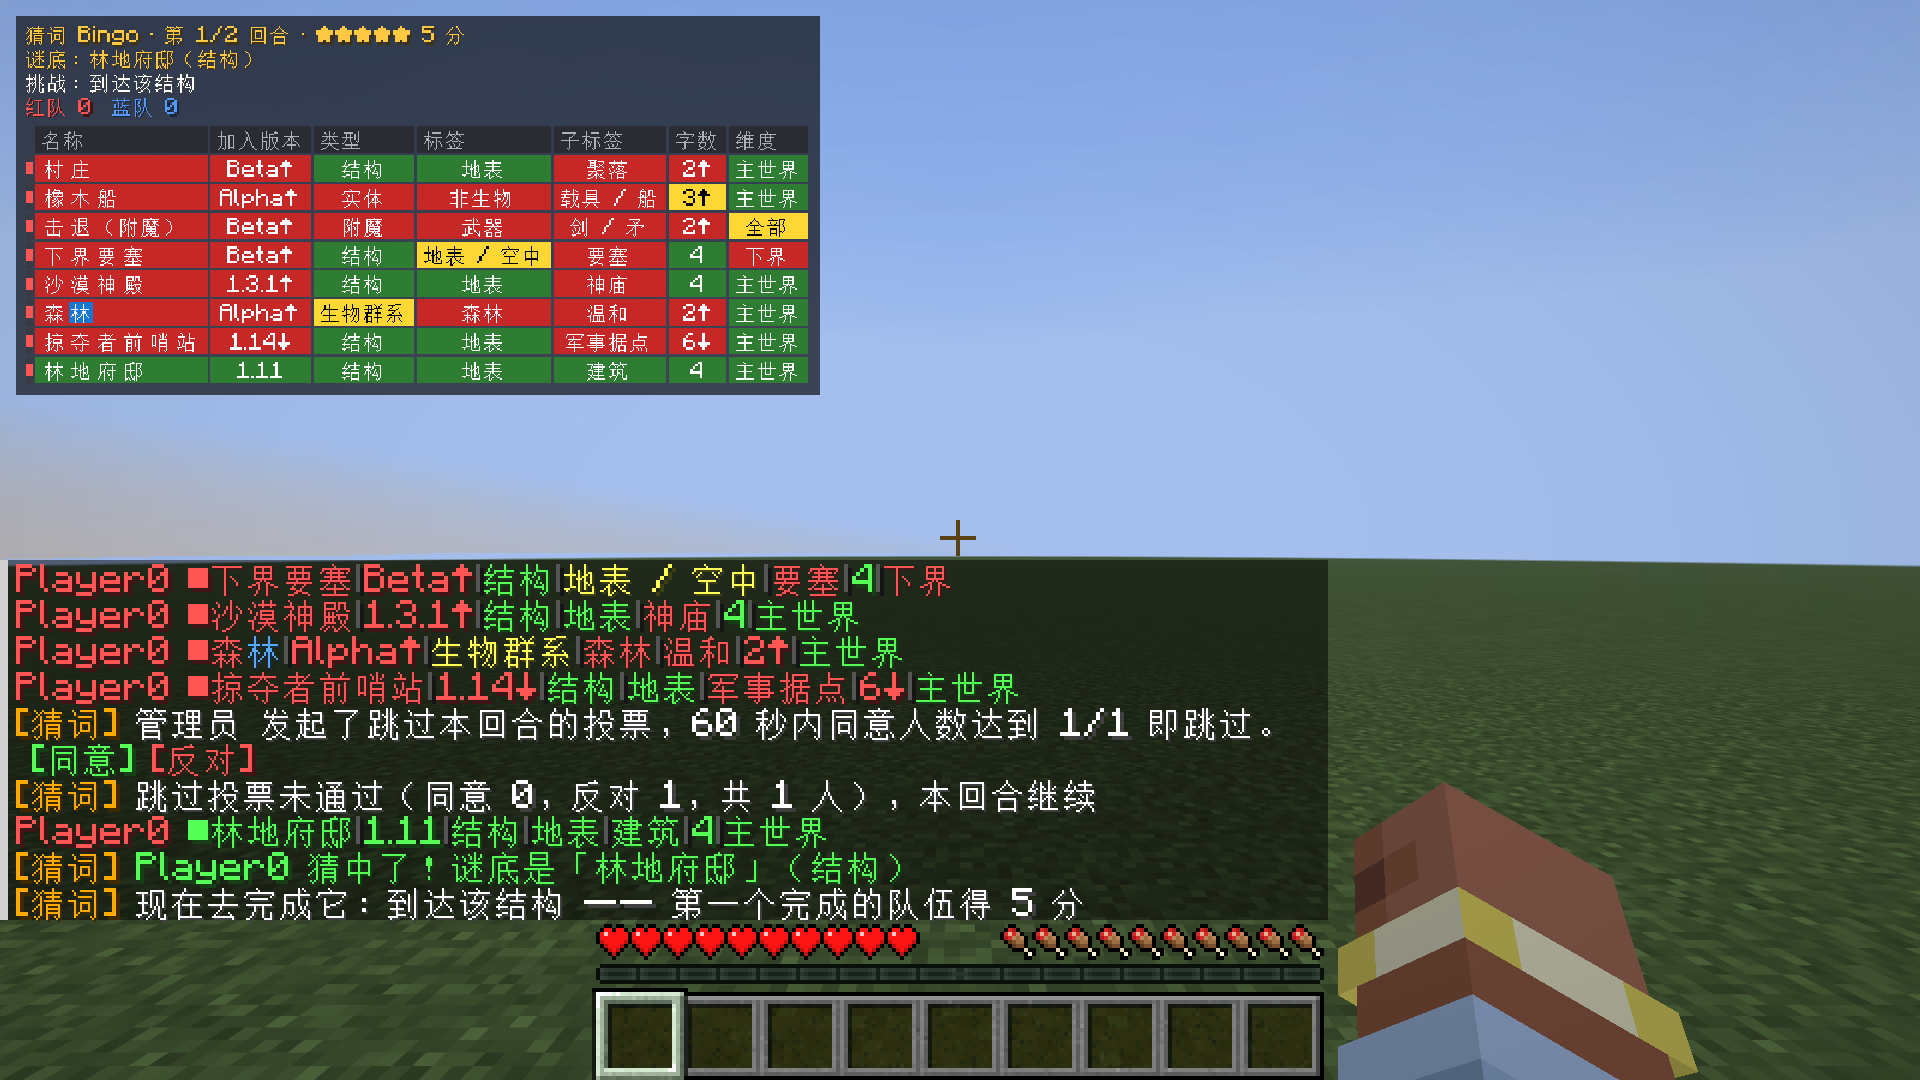 猜词 Bingo · 第 1/2 回合 · ★★★★★ 5 分
谜底：林地府邸（结构）
挑战：到达该结构
红队 0 蓝队 0
名称 加入版本 类型 标签 子标签 字数 维度
村庄 Beta↑ 结构 地表 聚落 2↑ 主世界
橡木船 Alpha↑ 实体 非生物 载具 / 船 3↑ 主世界
击退（附魔） Beta↑ 附魔 武器 剑 / 矛 2↑ 全部
下界要塞 Beta↑ 结构 地表 / 空中 要塞 4 下界
沙漠神殿 1.3.1↑ 结构 地表 神庙 4 主世界
森林 Alpha↑ 生物群系 森林 温和 2↑ 主世界
掠夺者前哨站 1.14↓ 结构 地表 军事据点 6↓ 主世界
林地府邸 1.11 结构 地表 建筑 4 主世界
Player0 ■下界要塞|Beta↑|结构|地表 / 空中|要塞|4|下界
Player0 ■沙漠神殿|1.3.1↑|结构|地表|神庙|4|主世界
Player0 ■森林|Alpha↑|生物群系|森林|温和|2↑|主世界
Player0 ■掠夺者前哨站|1.14↓|结构|地表|军事据点|6↓|主世界
[猜词] 管理员 发起了跳过本回合的投票，60 秒内同意人数达到 1/1 即跳过。
[同意] [反对]
[猜词] 跳过投票未通过（同意 0，反对 1，共 1 人），本回合继续
Player0 ■林地府邸|1.11|结构|地表|建筑|4|主世界
[猜词] Player0 猜中了！谜底是「林地府邸」（结构）
[猜词] 现在去完成它：到达该结构 —— 第一个完成的队伍得 5 分